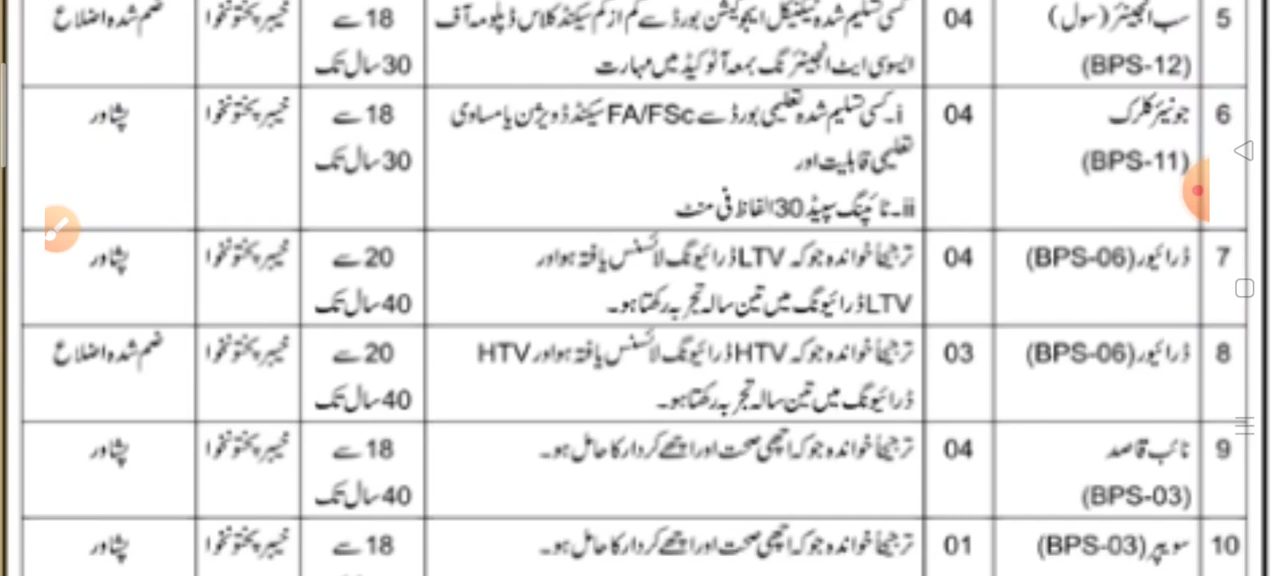 5 سب انجینئر (سول) 04 کسی تسلیم شدہ ٹیکنیکل ایجوکیشن بورڈ سے کم از کم سیکنڈ کلاس ڈپلومہ آف 18 سے خیبر پختونخوا ضم شدہ اضلاع
(BPS-12) ایسوی ایٹ انجینئرنگ بمعہ آٹو کیڈ میں مہارت 30 سال تک
6 جونیئر کلرک 04 i۔ کسی تسلیم شدہ تعلیمی بورڈ سے FA/FSc سیکنڈ ڈویژن یا مساوی 18 سے خیبر پختونخوا پشاور
(BPS-11) تعلیمی قابلیت اور 30 سال تک
ii۔ ٹائپنگ سپیڈ 30 الفاظ فی منٹ
7 ڈرائیور (BPS-06) 04 ترجیحاً خواندہ جو کہ LTV ڈرائیونگ لائسنس یافتہ ہو اور 20 سے خیبر پختونخوا پشاور
LTV ڈرائیونگ میں تین سالہ تجربہ رکھتا ہو۔ 40 سال تک
8 ڈرائیور (BPS-06) 03 ترجیحاً خواندہ جو کہ HTV ڈرائیونگ لائسنس یافتہ ہو اور HTV 20 سے خیبر پختونخوا ضم شدہ اضلاع
ڈرائیونگ میں تین سالہ تجربہ رکھتا ہو۔ 40 سال تک
9 نائب قاصد 04 ترجیحاً خواندہ جو کہ اچھی صحت اور اچھے کردار کا حامل ہو۔ 18 سے خیبر پختونخوا پشاور
(BPS-03) 40 سال تک
10 سویپر (BPS-03) 01 ترجیحاً خواندہ جو کہ اچھی صحت اور اچھے کردار کا حامل ہو۔ 18 سے خیبر پختونخوا پشاور